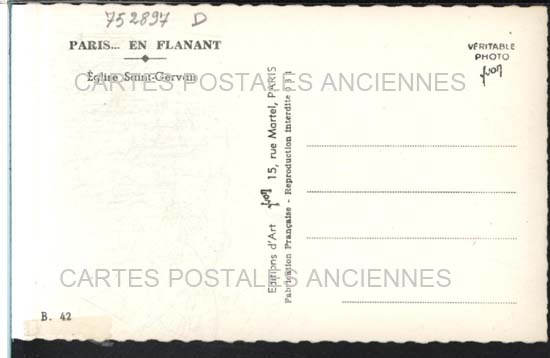 752897 D
PARIS... EN FLANANT
Église Saint-Gervais
VÉRITABLE
PHOTO
yvon
CARTES POSTALES ANCIENNES
Editions d'Art yvon 15, rue Martel, PARIS
Fabrication Française - Reproduction interdite
CARTES POSTALES ANCIENNES
B. 42